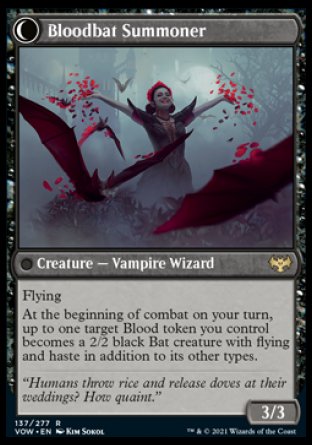 Bloodbat Summoner
Creature — Vampire Wizard
Flying
At the beginning of combat on your turn,
up to one target Blood token you control
becomes a 2/2 black Bat creature with flying
and haste in addition to its other types.
“Humans throw rice and release doves at their
weddings? How quaint.”
3/3
137/277 R
VOW • EN KIM SOKOL
™ & © 2021 Wizards of the Coast